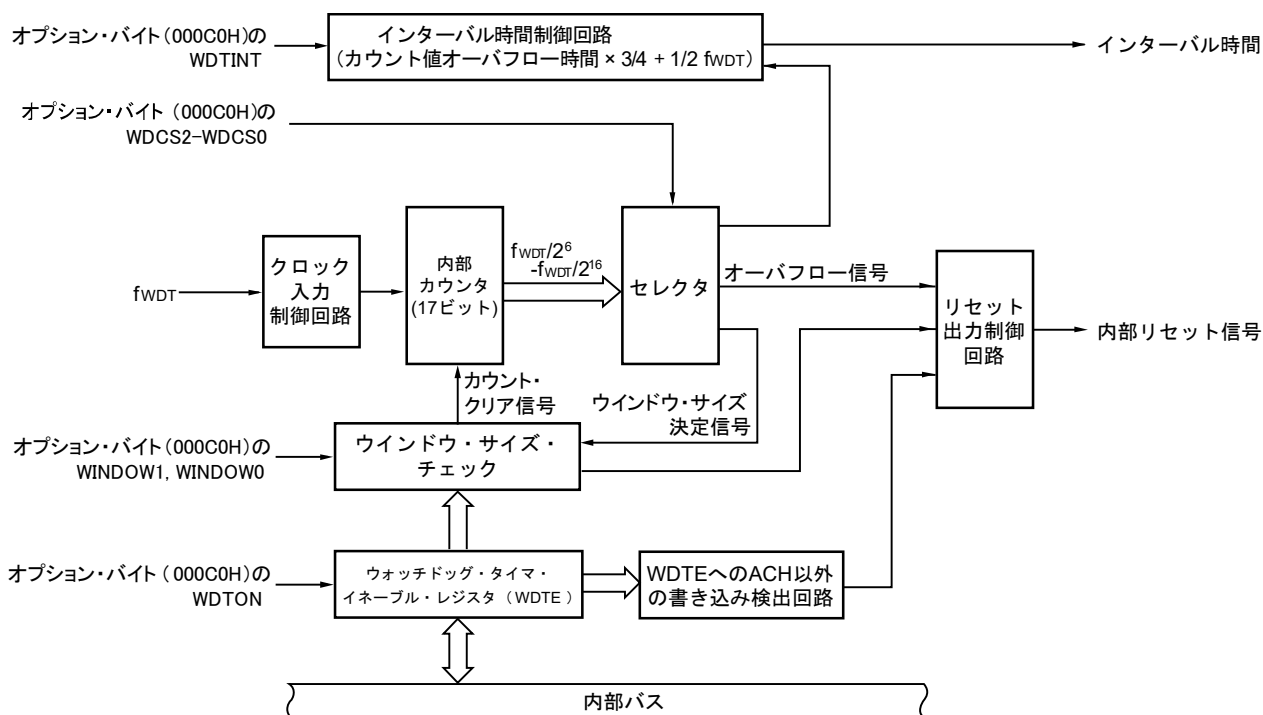 オプション・バイト(000C0H)の
WDTINT
インターバル時間制御回路
(カウント値オーバフロー時間 × 3/4 + 1/2 fWDT)
インターバル時間
オプション・バイト(000C0H)の
WDCS2-WDCS0
fWDT
クロック
入力
制御回路
内部
カウンタ
(17ビット)
fWDT/2⁶
-fWDT/2¹⁶
セレクタ
オーバフロー信号
リセット
出力制御
回路
内部リセット信号
カウント・
クリア信号
ウインドウ・サイズ
決定信号
オプション・バイト(000C0H)の
WINDOW1, WINDOW0
ウインドウ・サイズ・
チェック
オプション・バイト(000C0H)の
WDTON
ウォッチドッグ・タイマ・
イネーブル・レジスタ(WDTE)
WDTEへのACH以外
の書き込み検出回路
内部バス